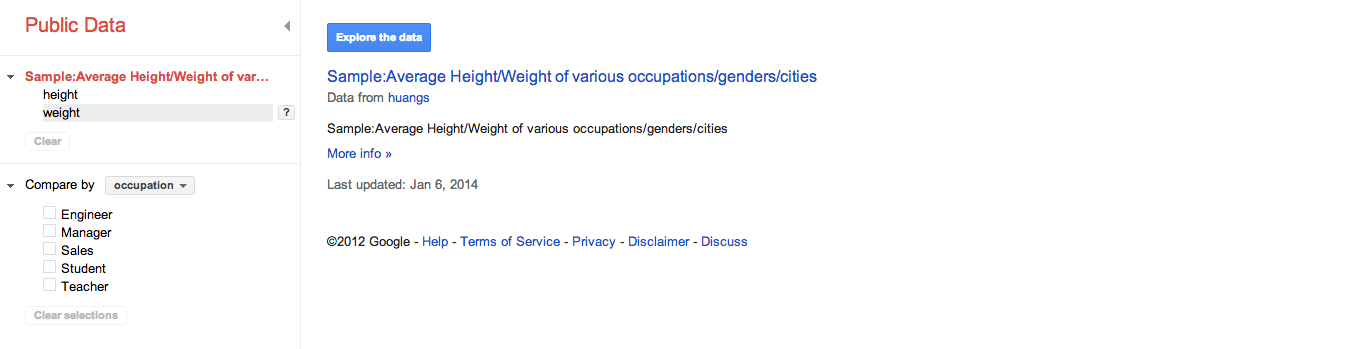 Public Data
Sample:Average Height/Weight of var...
height
weight
?
Clear
Compare by occupation
Engineer
Manager
Sales
Student
Teacher
Clear selections
Explore the data
Sample:Average Height/Weight of various occupations/genders/cities
Data from huangs
Sample:Average Height/Weight of various occupations/genders/cities
More info »
Last updated: Jan 6, 2014
©2012 Google - Help - Terms of Service - Privacy - Disclaimer - Discuss